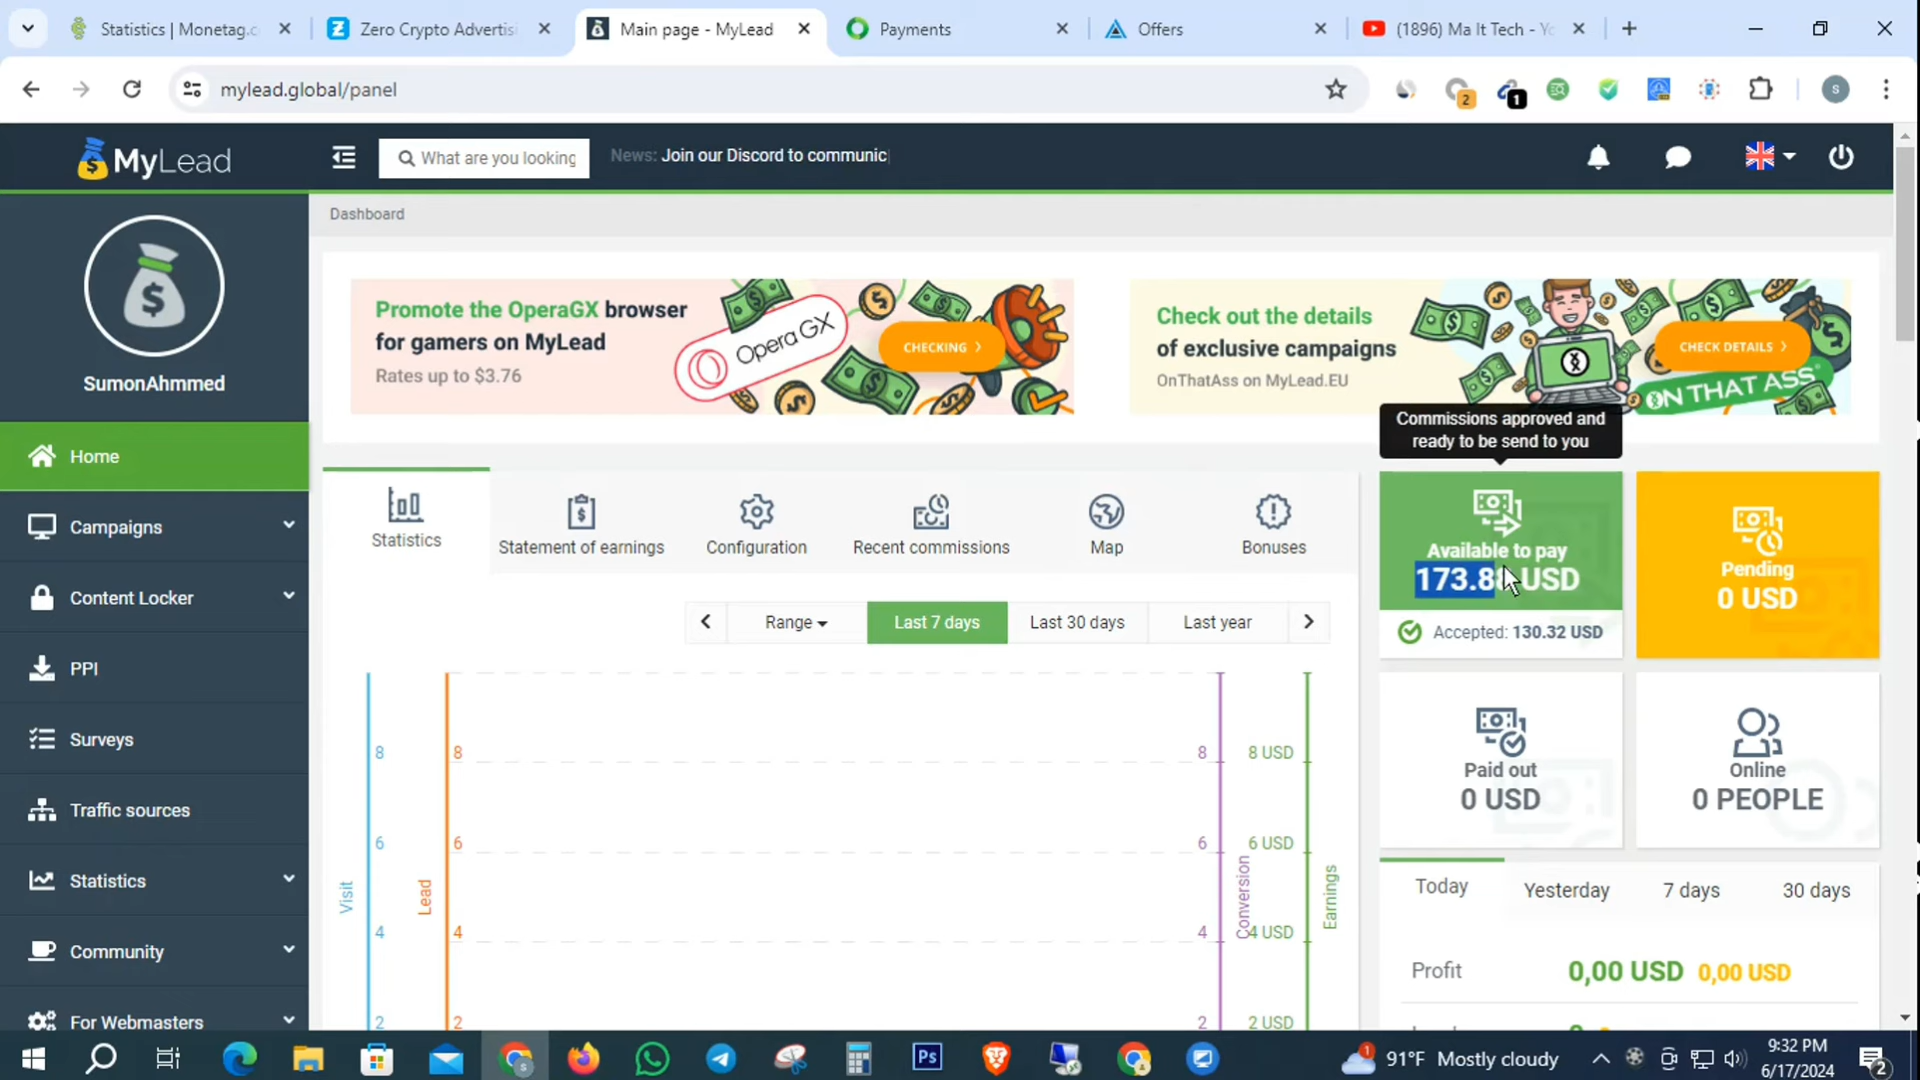 Statistics | Monetag.c
Zero Crypto Advertis
Main page - MyLead
Payments
Offers
(1896) Ma It Tech - Yo
mylead.global/panel
2
1
S
MyLead
What are you looking
News: Join our Discord to communic
Dashboard
SumonAhmmed
Promote the OperaGX browser
for gamers on MyLead
Rates up to $3.76
Opera GX
CHECKING
Check out the details
of exclusive campaigns
OnThatAss on MyLead.EU
CHECK DETAILS
ON THAT ASS
Commissions approved and
ready to be send to you
Home
Campaigns
Content Locker
PPI
Surveys
Traffic sources
Statistics
Community
For Webmasters
Statistics
Statement of earnings
Configuration
Recent commissions
Map
Bonuses
Range
Last 7 days
Last 30 days
Last year
Available to pay
173.8 USD
Accepted: 130.32 USD
Pending
0 USD
Paid out
0 USD
Online
0 PEOPLE
8 8 8 8 USD
6 6 6 6 USD
Visit
Lead
Conversion
Earnings
4 4 4 4 USD
2 2 2 2 USD
Today
Yesterday
7 days
30 days
Profit
0,00 USD 0,00 USD
Ps
1
91°F Mostly cloudy
9:32 PM
6/17/2024
2